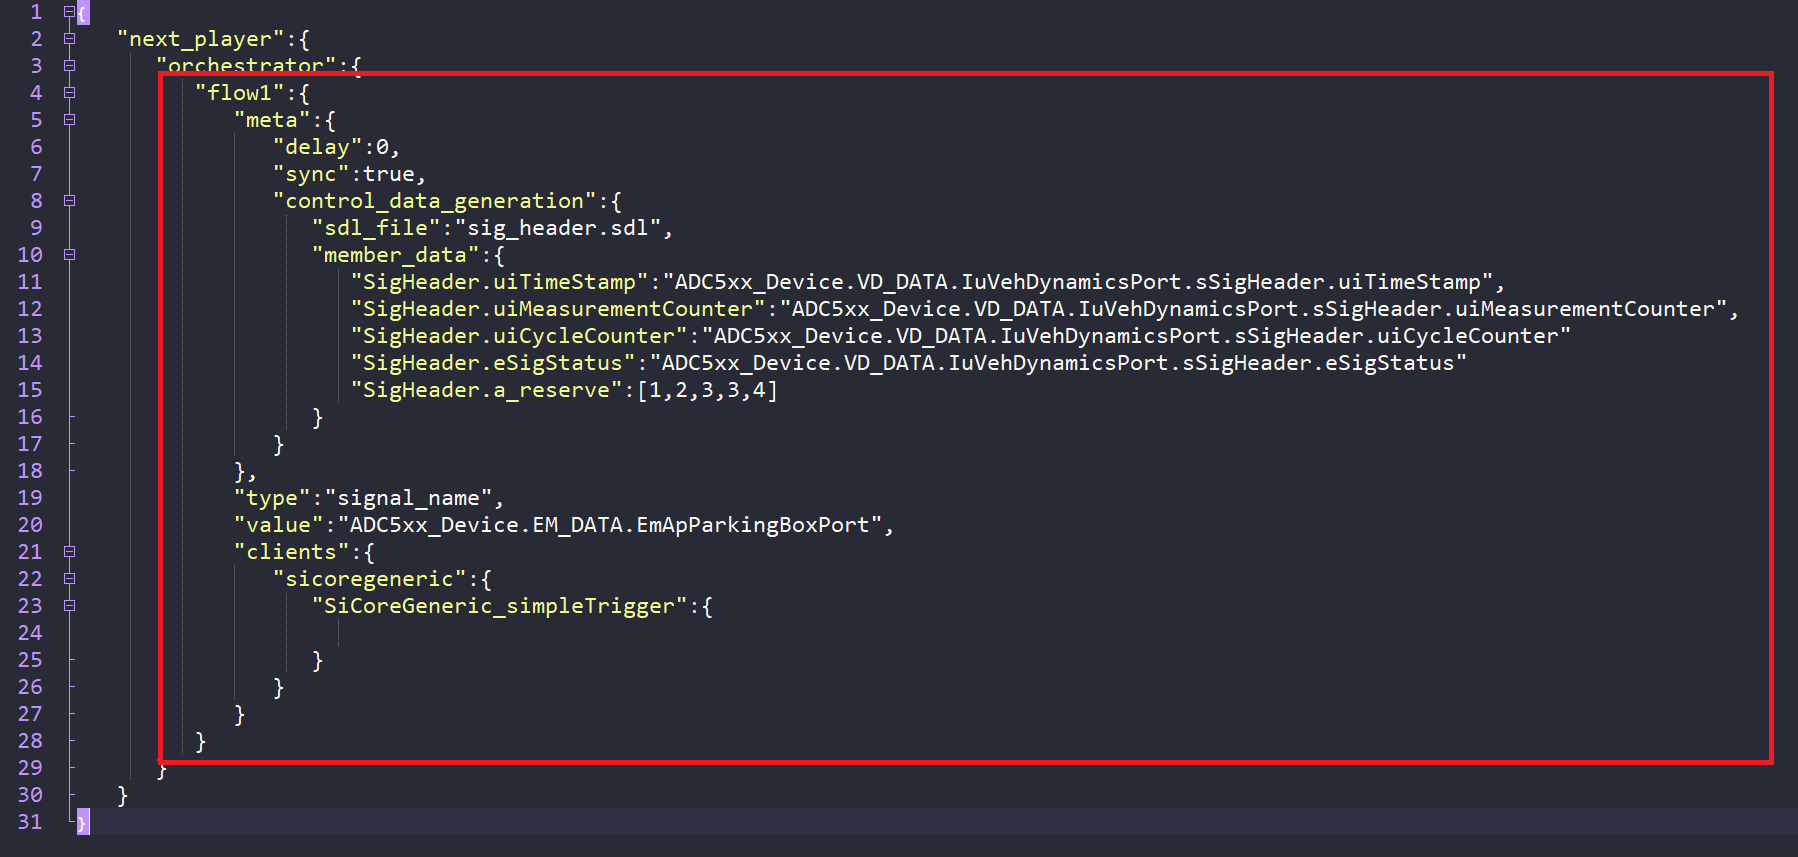 1 {
2 "next_player":{
3 "orchestrator":{
4 "flow1":{
5 "meta":{
6 "delay":0,
7 "sync":true,
8 "control_data_generation":{
9 "sdl_file":"sig_header.sdl",
10 "member_data":{
11 "SigHeader.uiTimeStamp":"ADC5xx_Device.VD_DATA.IuVehDynamicsPort.sSigHeader.uiTimeStamp",
12 "SigHeader.uiMeasurementCounter":"ADC5xx_Device.VD_DATA.IuVehDynamicsPort.sSigHeader.uiMeasurementCounter",
13 "SigHeader.uiCycleCounter":"ADC5xx_Device.VD_DATA.IuVehDynamicsPort.sSigHeader.uiCycleCounter"
14 "SigHeader.eSigStatus":"ADC5xx_Device.VD_DATA.IuVehDynamicsPort.sSigHeader.eSigStatus"
15 "SigHeader.a_reserve":[1,2,3,3,4]
16 }
17 }
18 },
19 "type":"signal_name",
20 "value":"ADC5xx_Device.EM_DATA.EmApParkingBoxPort",
21 "clients":{
22 "sicoregeneric":{
23 "SiCoreGeneric_simpleTrigger":{
24
25 }
26 }
27 }
28 }
29 }
30 }
31 }